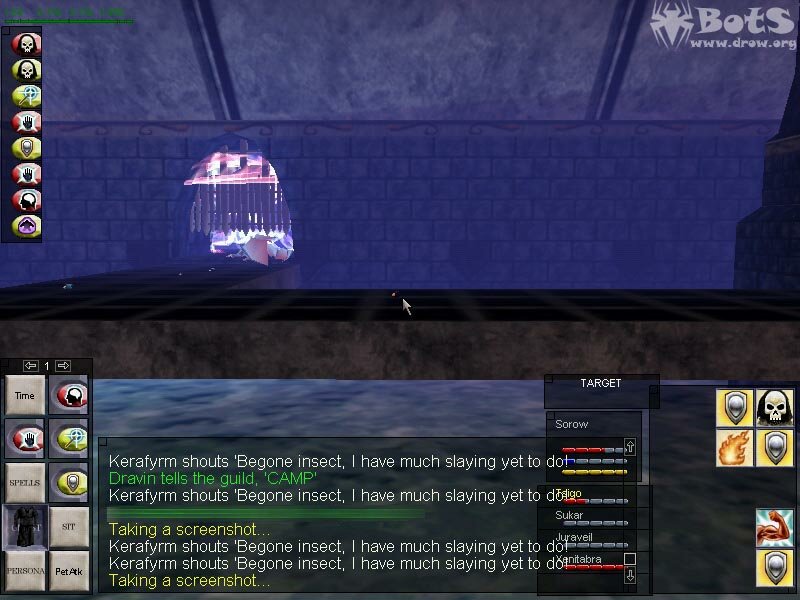 BotS
www.drow.org
1
Time
SPELLS
SIT
PERSONA
Pet Atk
TARGET
Sorow
Taligo
Sukar
Juraveil
Xenitabra
Kerafyrm shouts 'Begone insect, I have much slaying yet to do!'
Dravin tells the guild, 'CAMP'
Kerafyrm shouts 'Begone insect, I have much slaying yet to do!'
Taking a screenshot...
Kerafyrm shouts 'Begone insect, I have much slaying yet to do!
Kerafyrm shouts 'Begone insect, I have much slaying yet to do!
Taking a screenshot...